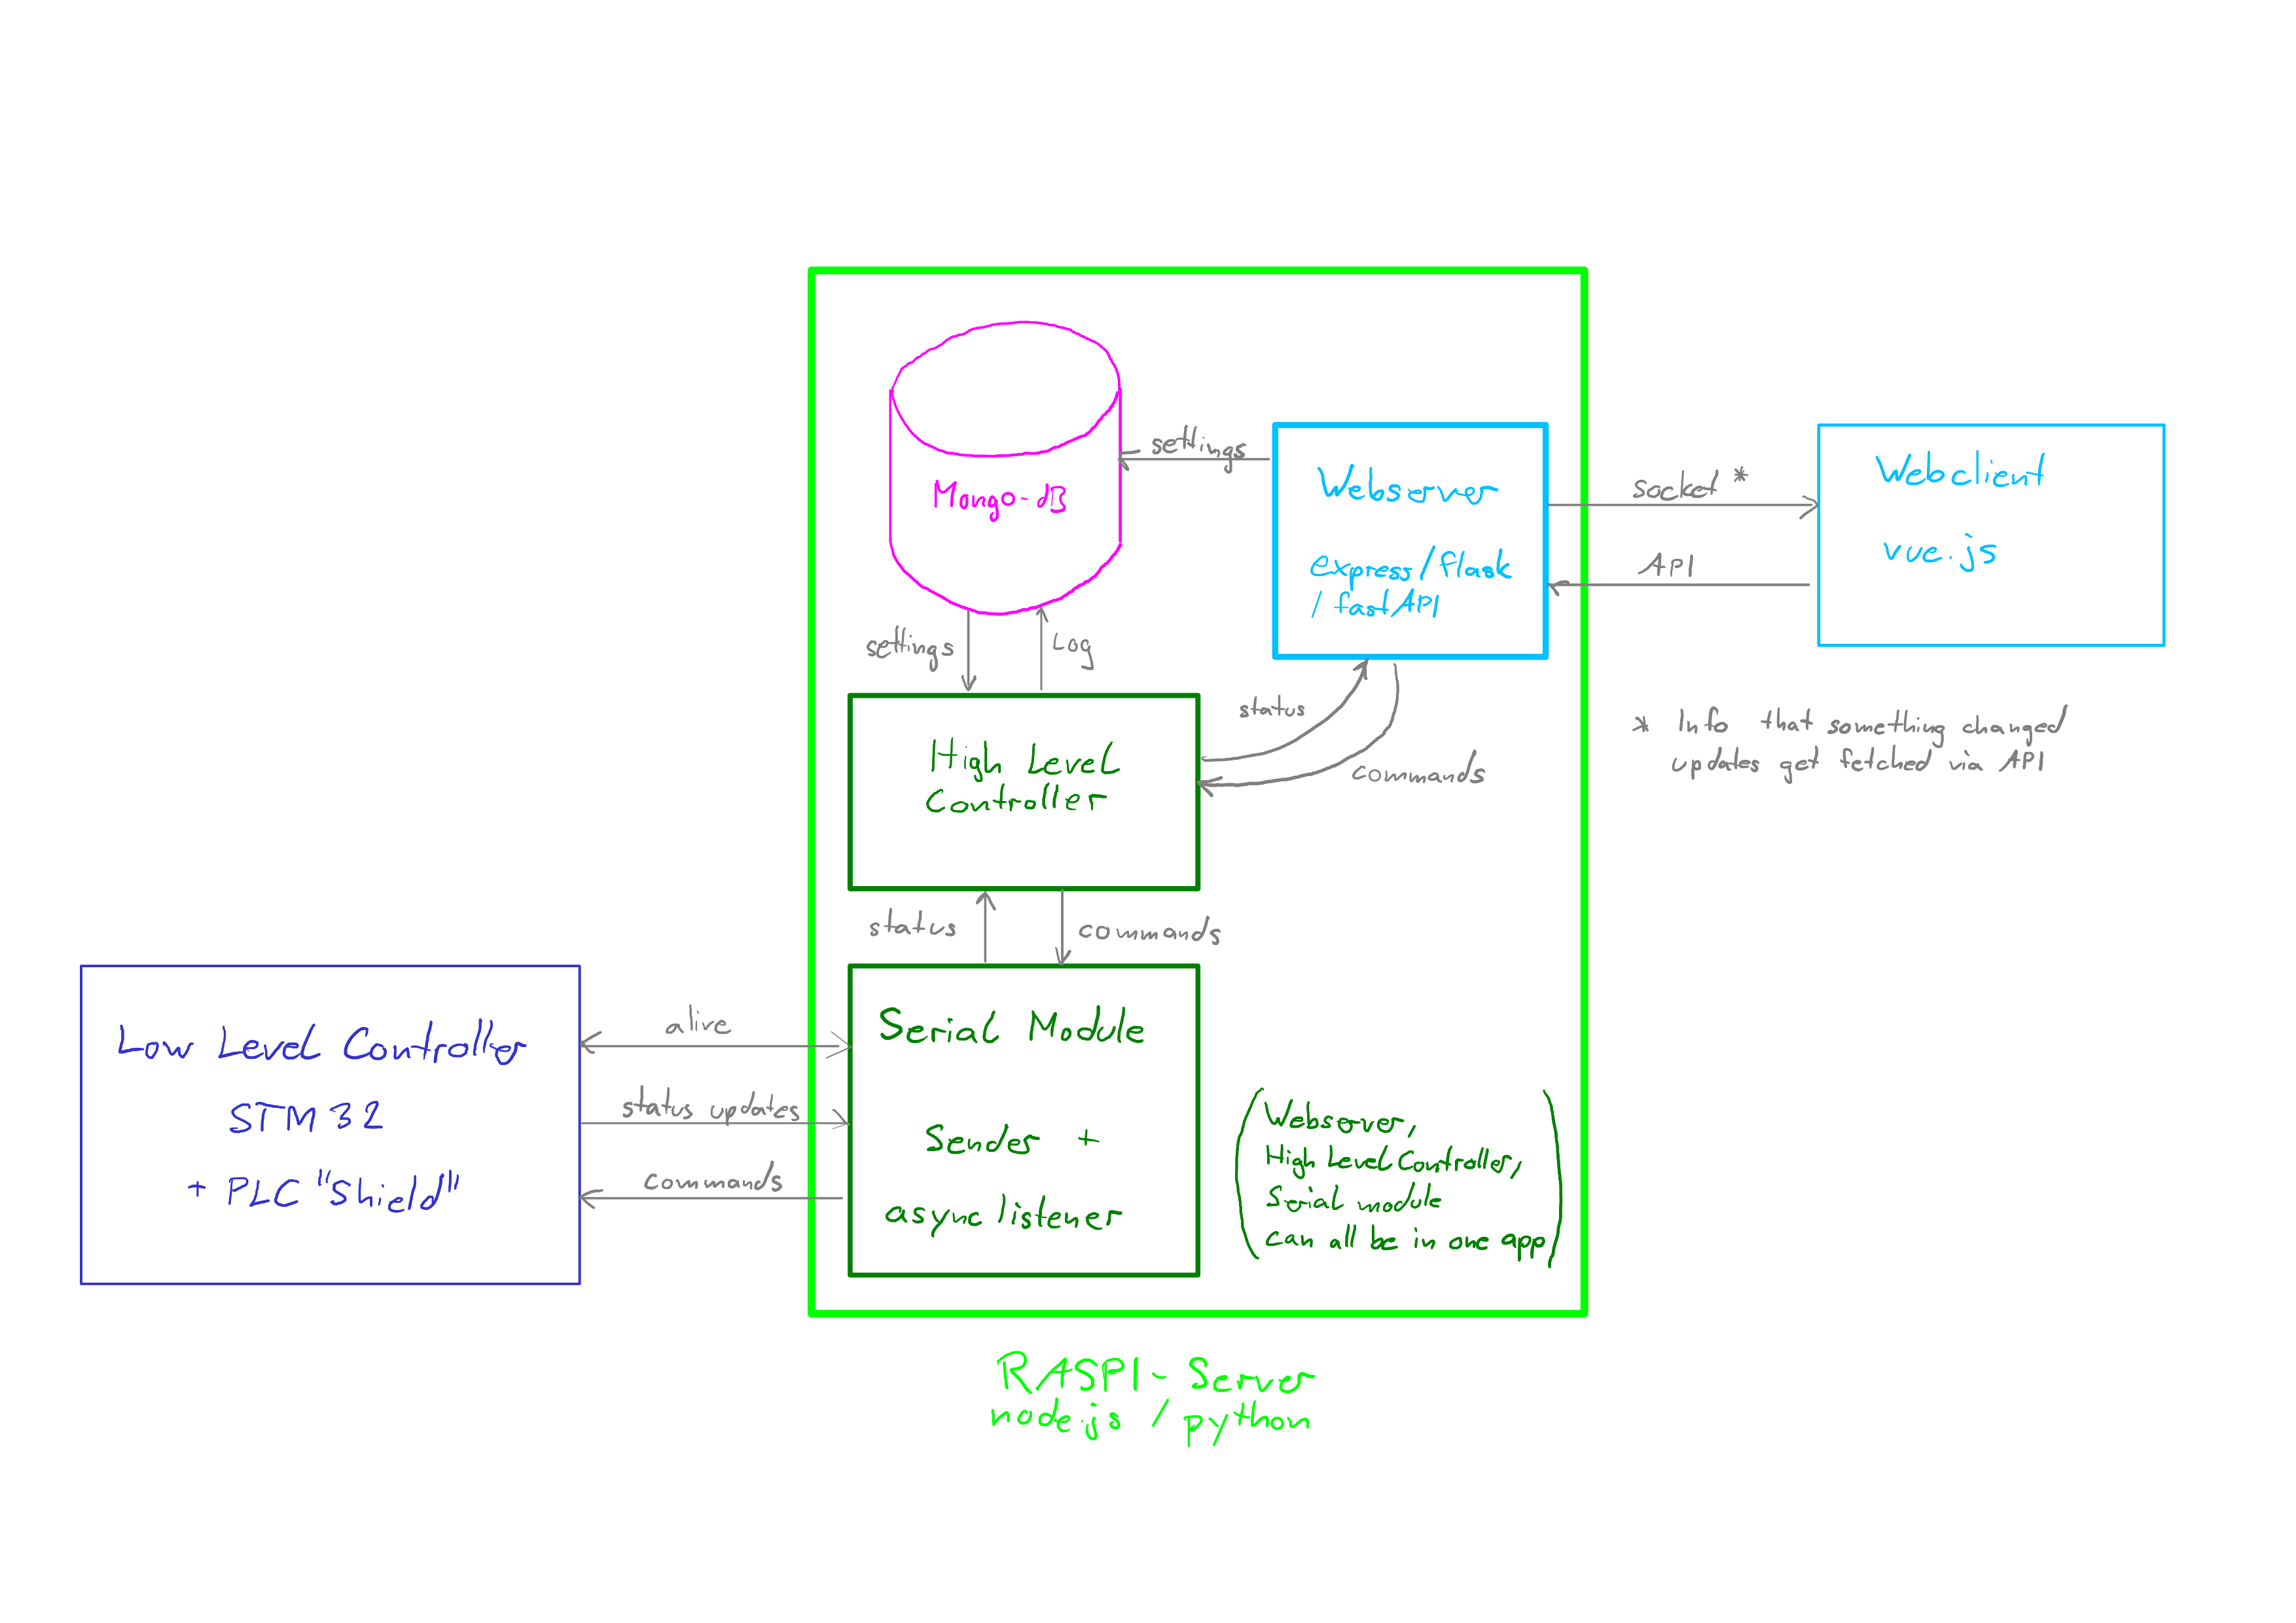 Mongo-dB
settings
Webserver
express/flask
/ fastAPI
socket *
API
Webclient
vue.js
settings
Log
status
commands
* Info that something changed
updates get fetched via API
High Level
Controller
status
commands
Low Level Controller
STM32
+ PLC "Shield"
alive
status updates
commands
Serial Module
Sender +
async listener
(Webserver,
High Level Controller,
Serial module
can all be in one app)
RASPI-Server
node.js / python